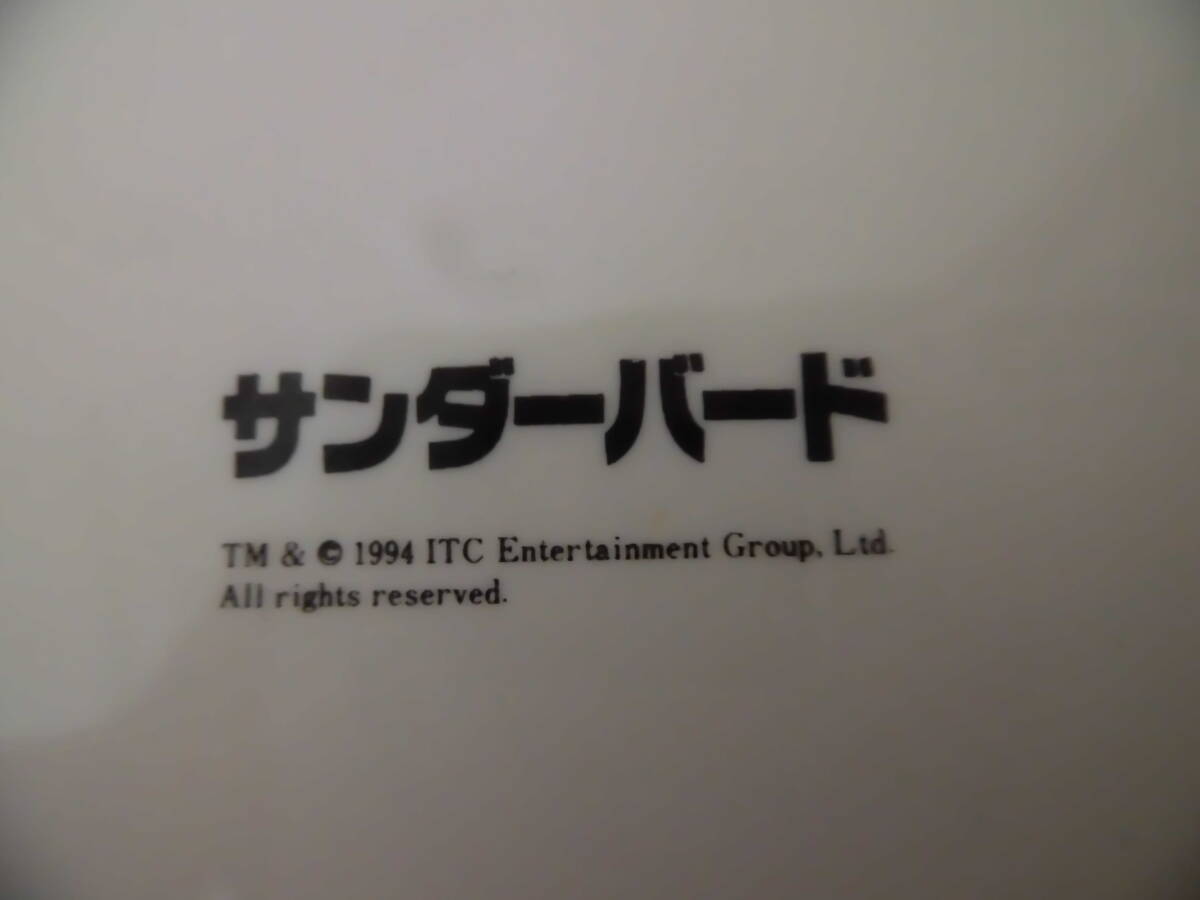 サンダーバード
TM & © 1994 ITC Entertainment Group, Ltd.
All rights reserved.